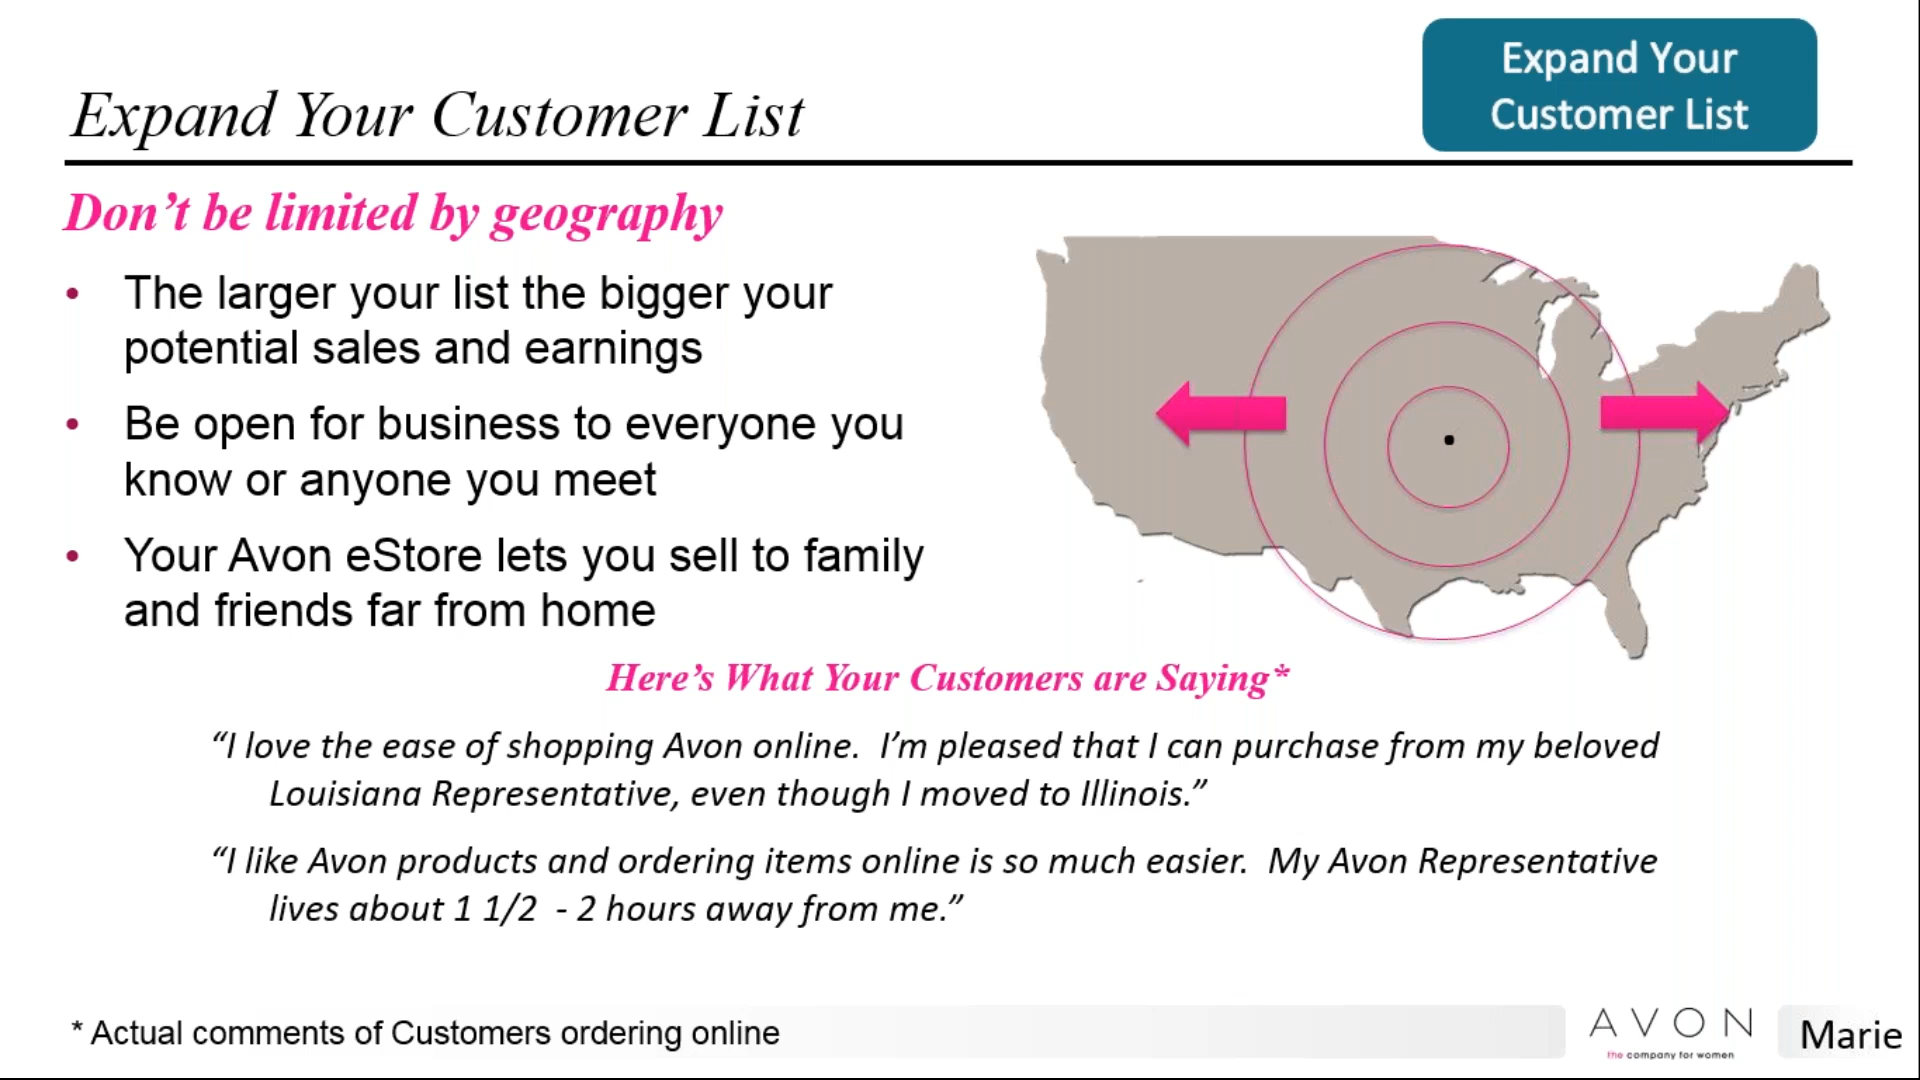 Expand Your
Customer List
Expand Your Customer List
Don’t be limited by geography
• The larger your list the bigger your
potential sales and earnings
• Be open for business to everyone you
know or anyone you meet
• Your Avon eStore lets you sell to family
and friends far from home
Here’s What Your Customers are Saying*
“I love the ease of shopping Avon online.  I’m pleased that I can purchase from my beloved
Louisiana Representative, even though I moved to Illinois.”
“I like Avon products and ordering items online is so much easier.  My Avon Representative
lives about 1 1/2  - 2 hours away from me.”
* Actual comments of Customers ordering online
AVON
the company for women
Marie